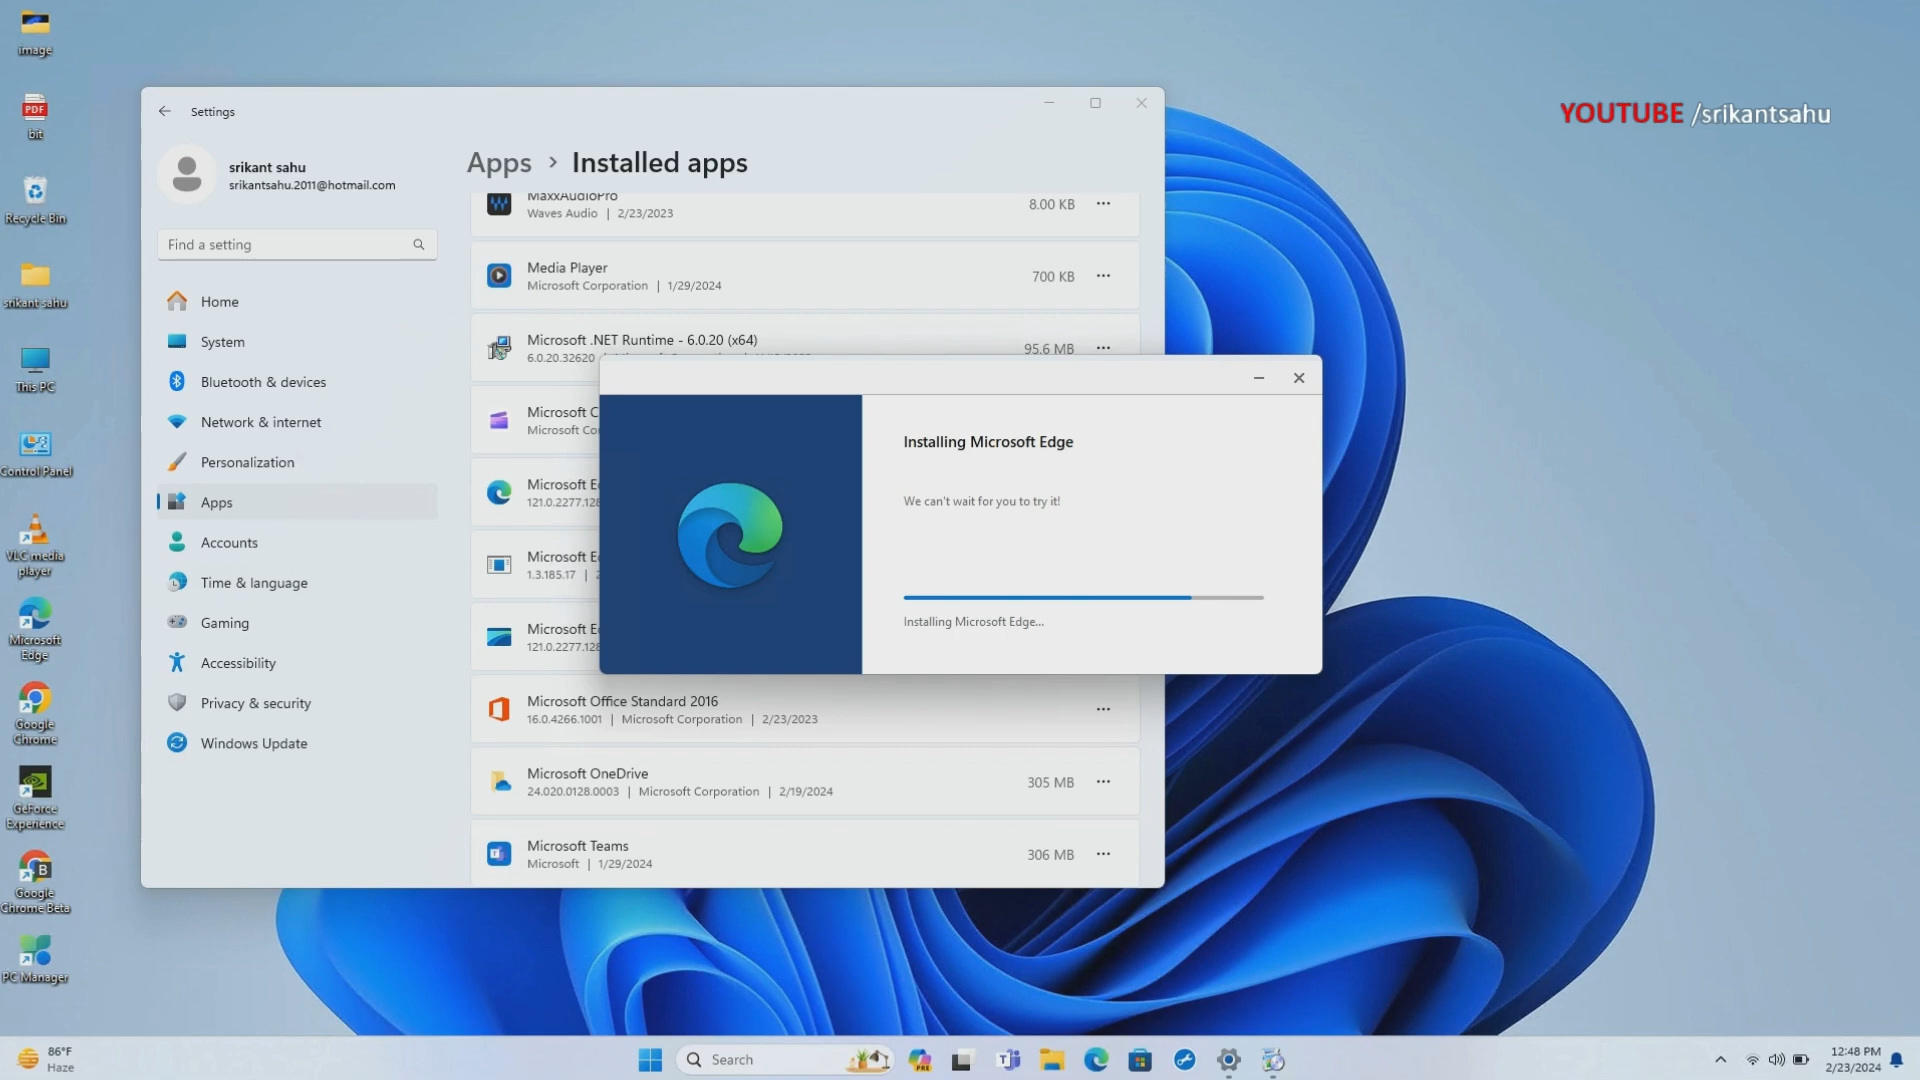 image
PDF
bit
Recycle Bin
srikant sahu
This PC
Control Panel
VLC media
player
Microsoft
Edge
Google
Chrome
GeForce
Experience
Google
Chrome Beta
PC Manager
YOUTUBE /srikantsahu
Settings
srikant sahu
srikantsahu.2011@hotmail.com
Find a setting
Home
System
Bluetooth & devices
Network & internet
Personalization
Apps
Accounts
Time & language
Gaming
Accessibility
Privacy & security
Windows Update
Apps > Installed apps
MaxxAudioPro
Waves Audio | 2/23/2023
8.00 KB
Media Player
Microsoft Corporation | 1/29/2024
700 KB
Microsoft .NET Runtime - 6.0.20 (x64)
6.0.20.32620
95.6 MB
Microsoft C
Microsoft Co
Microsoft E
121.0.2277.128
Microsoft E
1.3.185.17 | 2
Microsoft E
121.0.2277.128
Microsoft Office Standard 2016
16.0.4266.1001 | Microsoft Corporation | 2/23/2023
Microsoft OneDrive
24.020.0128.0003 | Microsoft Corporation | 2/19/2024
305 MB
Microsoft Teams
Microsoft | 1/29/2024
306 MB
Installing Microsoft Edge
We can't wait for you to try it!
Installing Microsoft Edge...
86°F
Haze
Search
PRE
12:48 PM
2/23/2024